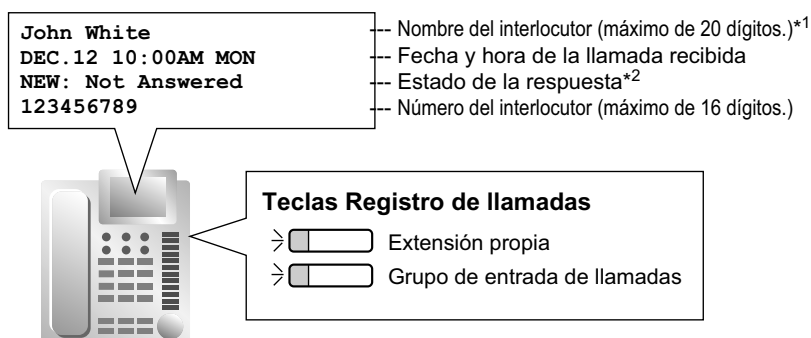 John White --- Nombre del interlocutor (máximo de 20 dígitos.)*1
DEC.12 10:00AM MON --- Fecha y hora de la llamada recibida
NEW: Not Answered --- Estado de la respuesta*2
123456789 --- Número del interlocutor (máximo de 16 dígitos.)
Teclas Registro de llamadas
Extensión propia
Grupo de entrada de llamadas